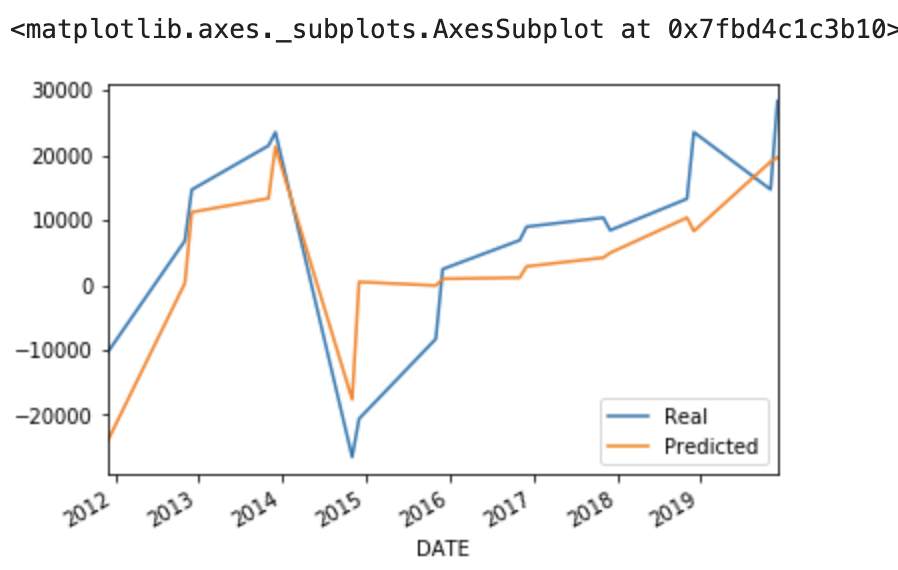 <matplotlib.axes._subplots.AxesSubplot at 0x7fbd4c1c3b10>
30000
20000
10000
0
−10000
−20000
Real
Predicted
2012 2013 2014 2015 2016 2017 2018 2019
DATE